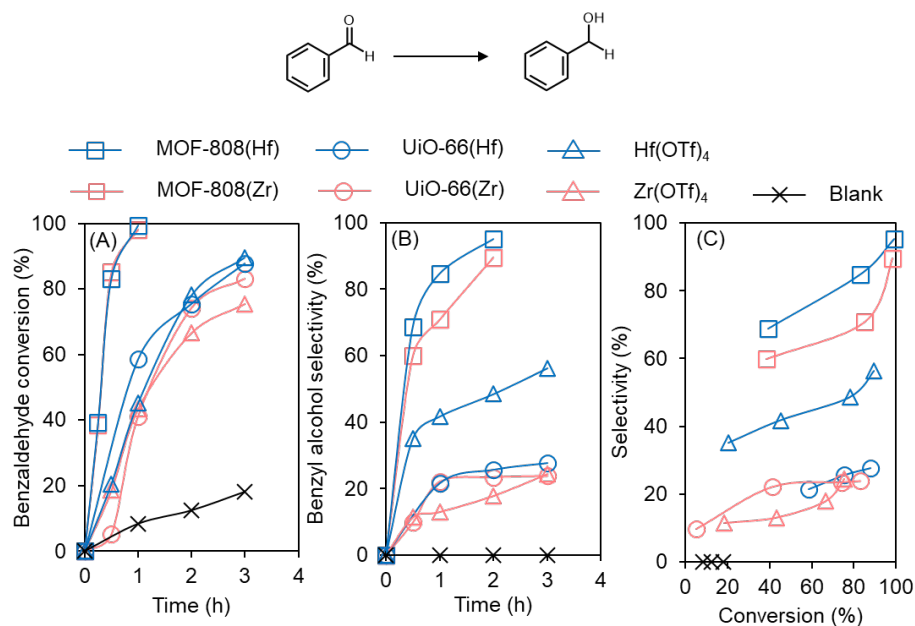 O
H
OH
H
MOF-808(Hf) UiO-66(Hf) Hf(OTf)4
MOF-808(Zr) UiO-66(Zr) Zr(OTf)4 Blank
(A)
Benzaldehyde conversion (%)
100
80
60
40
20
0
0 1 2 3 4
Time (h)
(B)
Benzyl alcohol selectivity (%)
100
80
60
40
20
0
0 1 2 3 4
Time (h)
(C)
Selectivity (%)
100
80
60
40
20
0
0 20 40 60 80 100
Conversion (%)